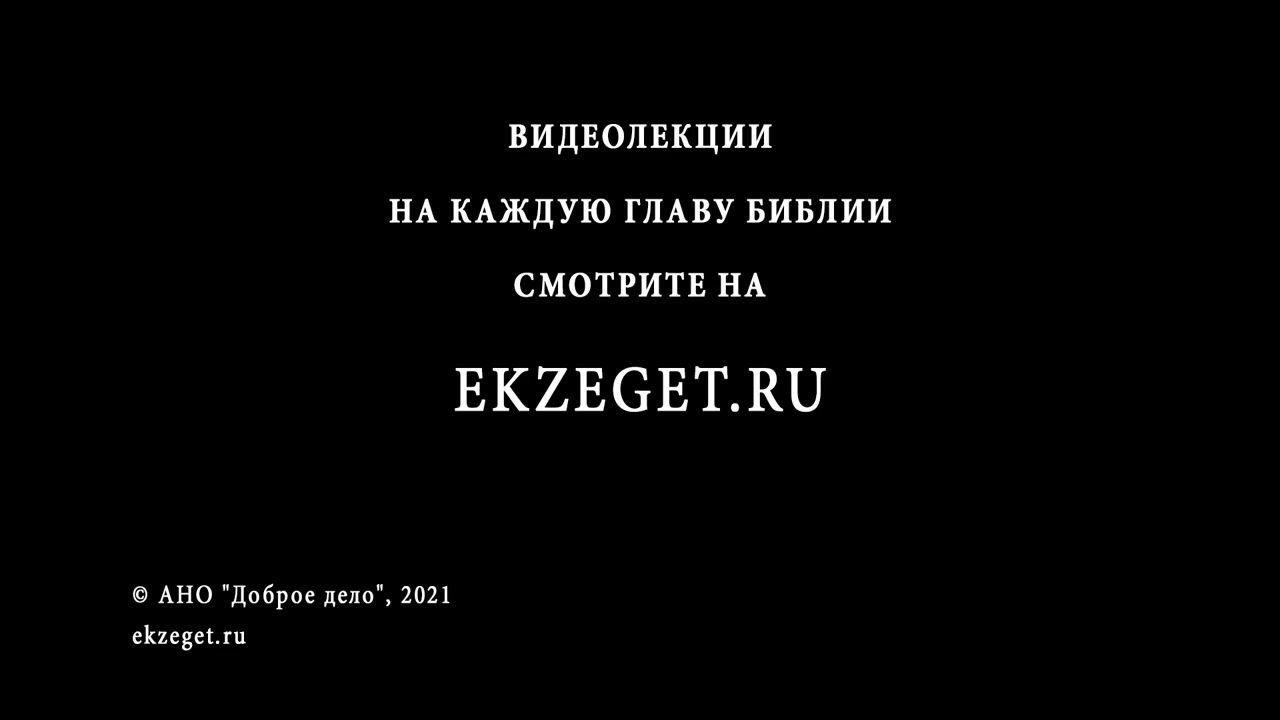 ВИДЕОЛЕКЦИИ
НА КАЖДУЮ ГЛАВУ БИБЛИИ
СМОТРИТЕ НА
EKZEGET.RU
© АНО "Доброе дело", 2021
ekzeget.ru